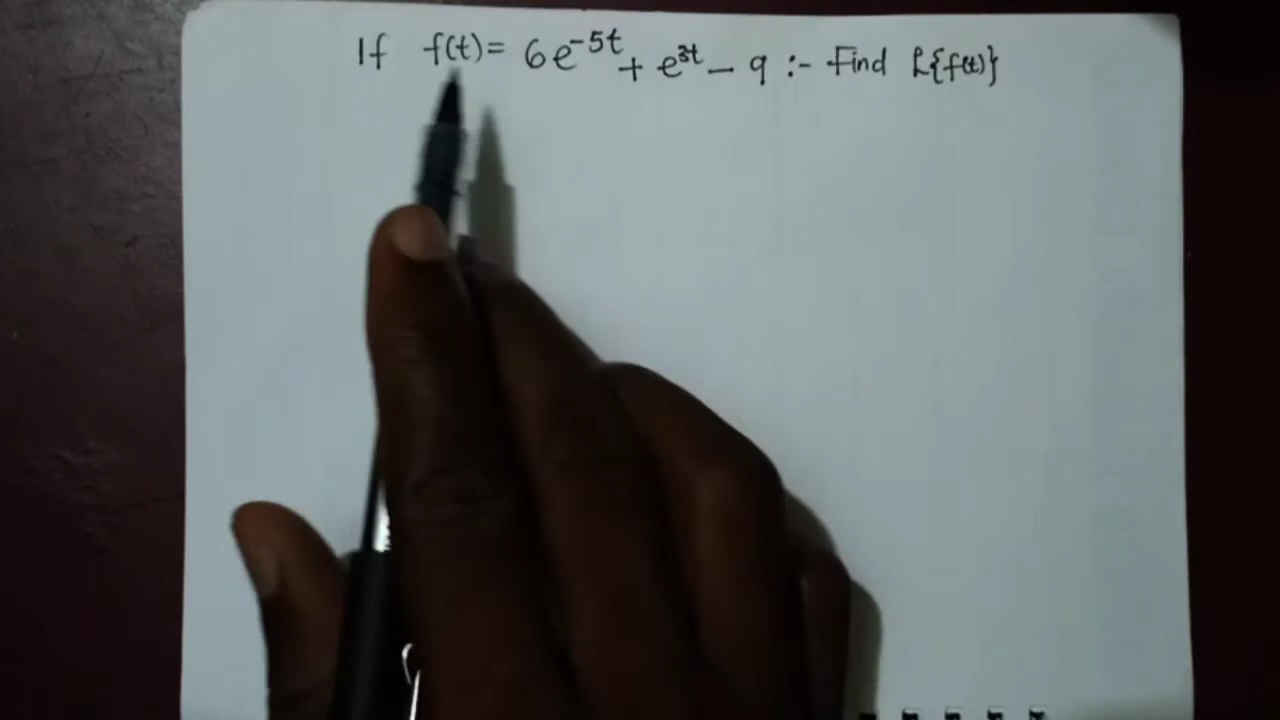 If f(t) = 6e^{-5t} + e^{3t} - 9 :- Find ℒ{f(t)}